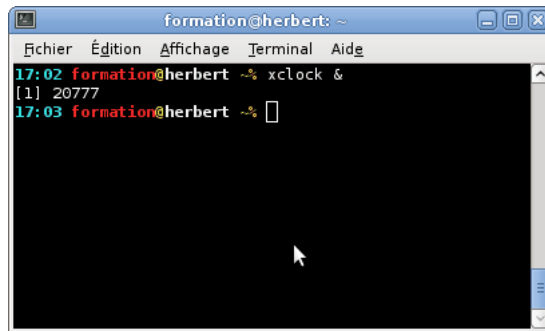 formation@herbert: ~
Fichier Édition Affichage Terminal Aide
17:02 formation@herbert ~% xclock &
[1] 20777
17:03 formation@herbert ~%